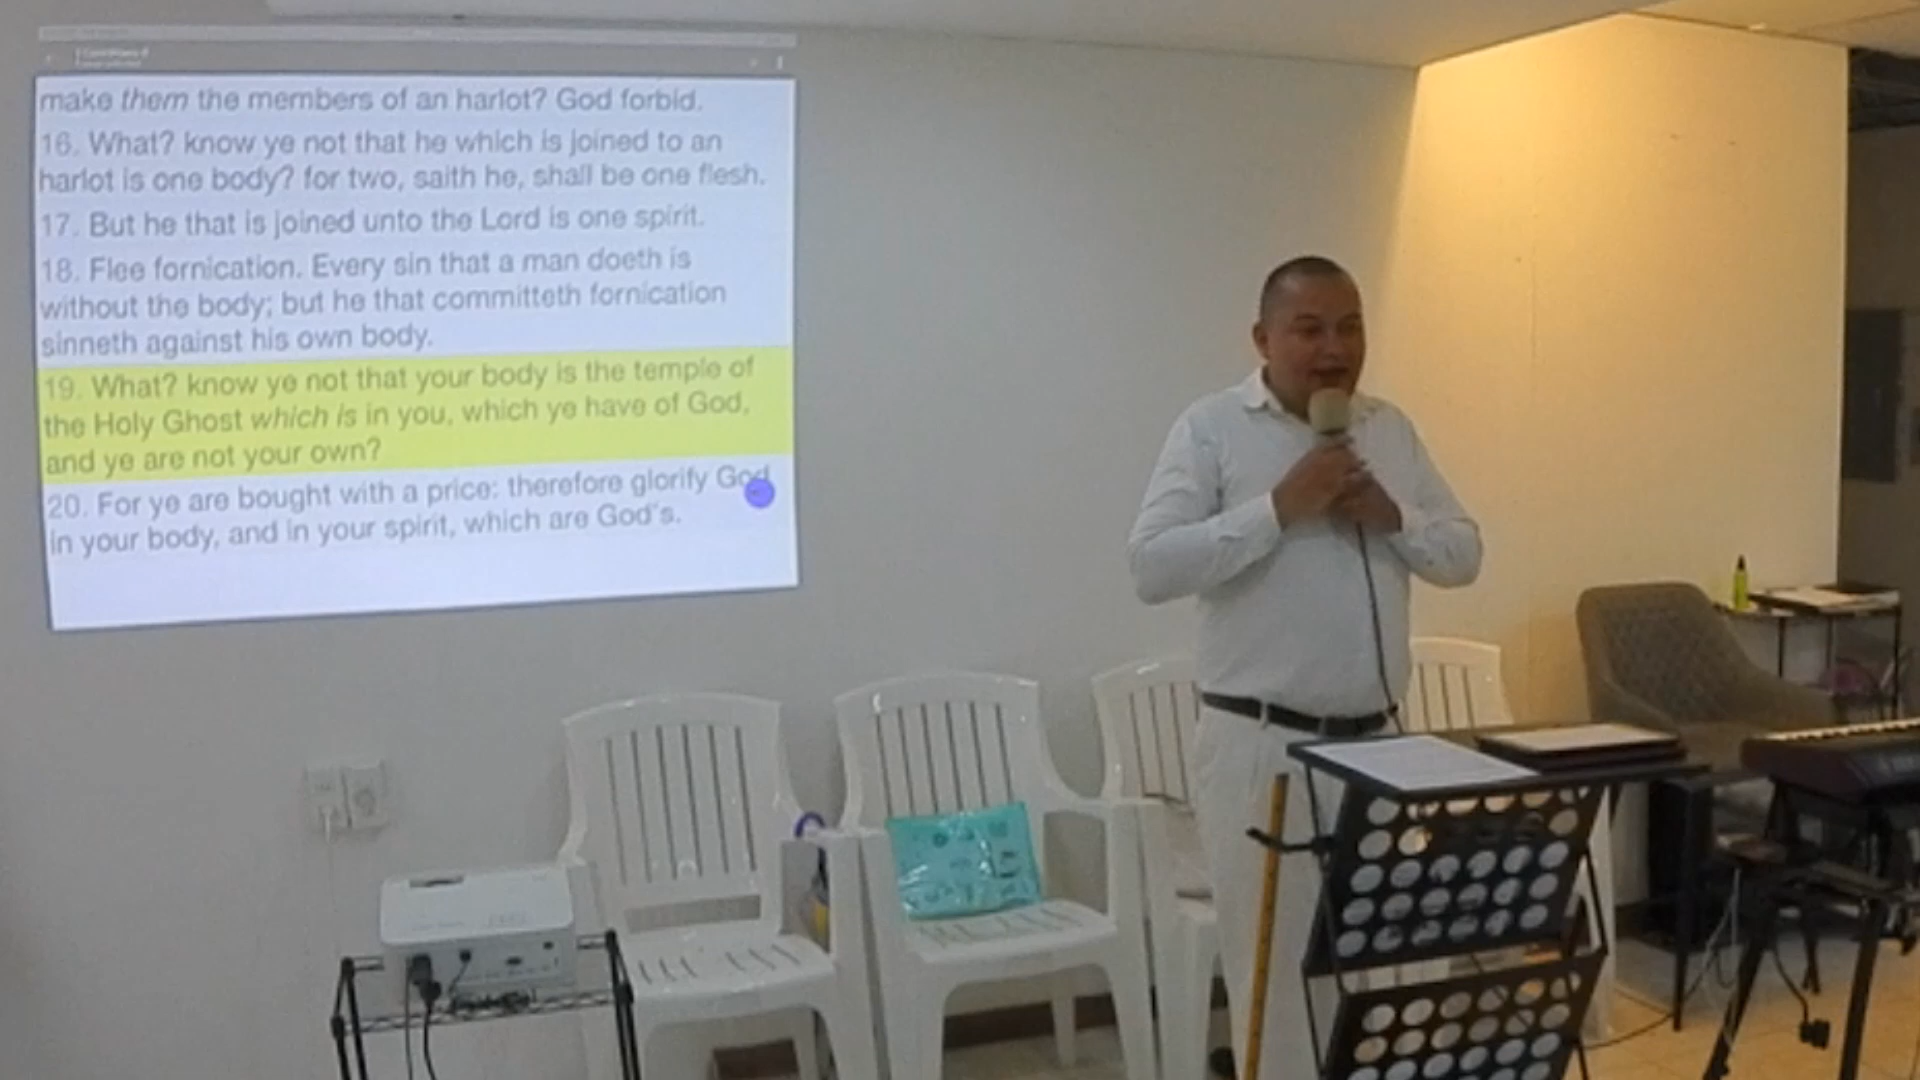 make them the members of an harlot? God forbid.
16. What? know ye not that he which is joined to an
harlot is one body? for two, saith he, shall be one flesh.
17. But he that is joined unto the Lord is one spirit.
18. Flee fornication. Every sin that a man doeth is
without the body; but he that committeth fornication
sinneth against his own body.
19. What? know ye not that your body is the temple of
the Holy Ghost which is in you, which ye have of God,
and ye are not your own?
20. For ye are bought with a price: therefore glorify God
in your body, and in your spirit, which are God's.